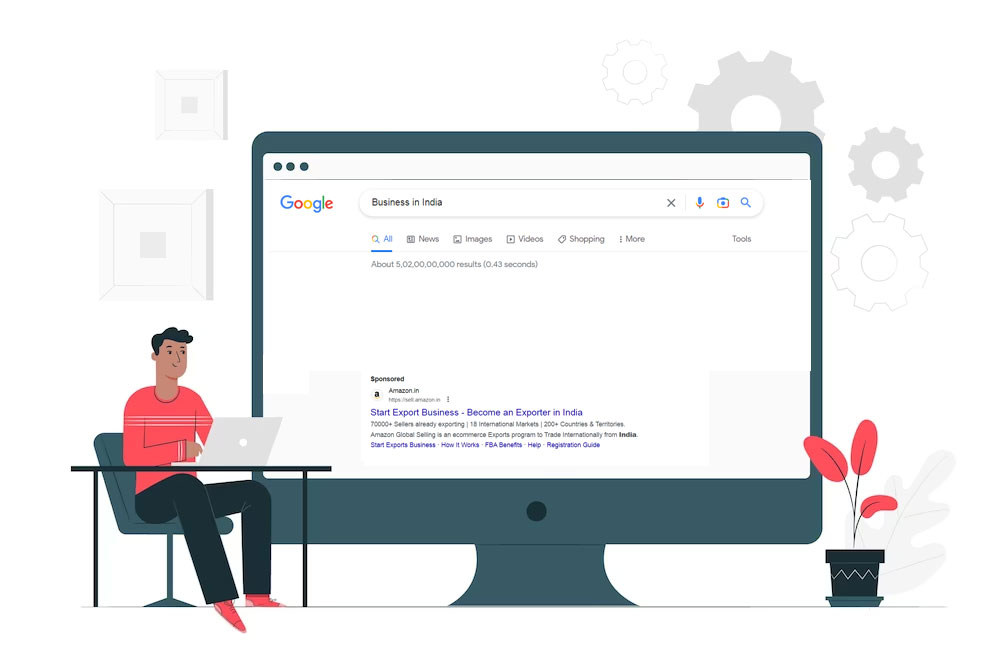 Google Business in India
All News Images Videos Shopping More Tools
About 5,02,00,00,000 results (0.43 seconds)
Sponsored
a Amazon.in
https://sell.amazon.in
Start Export Business - Become an Exporter in India
70000+ Sellers already exporting | 18 International Markets | 200+ Countries & Territories.
Amazon Global Selling is an ecommerce Exports program to Trade Internationally from India.
Start Exports Business · How It Works · FBA Benefits · Help · Registration Guide